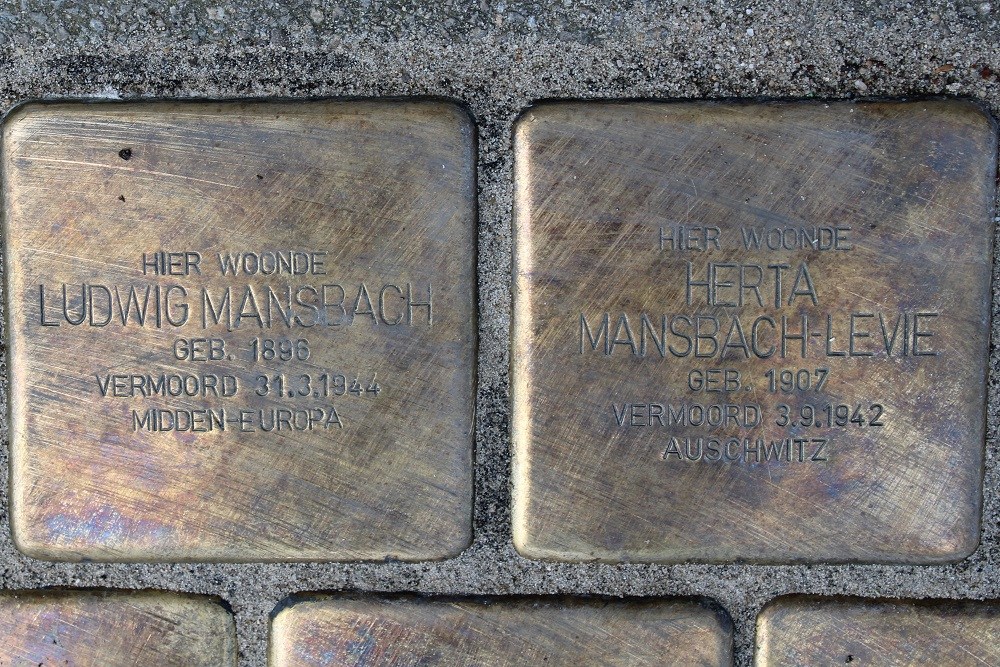 HIER WOONDE
LUDWIG MANSBACH
GEB. 1896
VERMOORD 31.3.1944
MIDDEN-EUROPA
HIER WOONDE
HERTA
MANSBACH-LEVIE
GEB. 1907
VERMOORD 3.9.1942
AUSCHWITZ